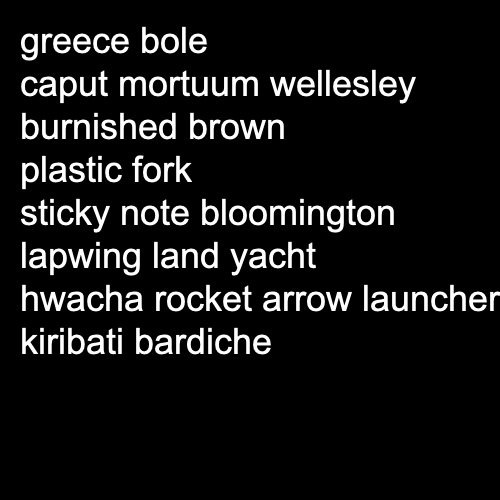 greece bole
caput mortuum wellesley
burnished brown
plastic fork
sticky note bloomington
lapwing land yacht
hwacha rocket arrow launcher
kiribati bardiche